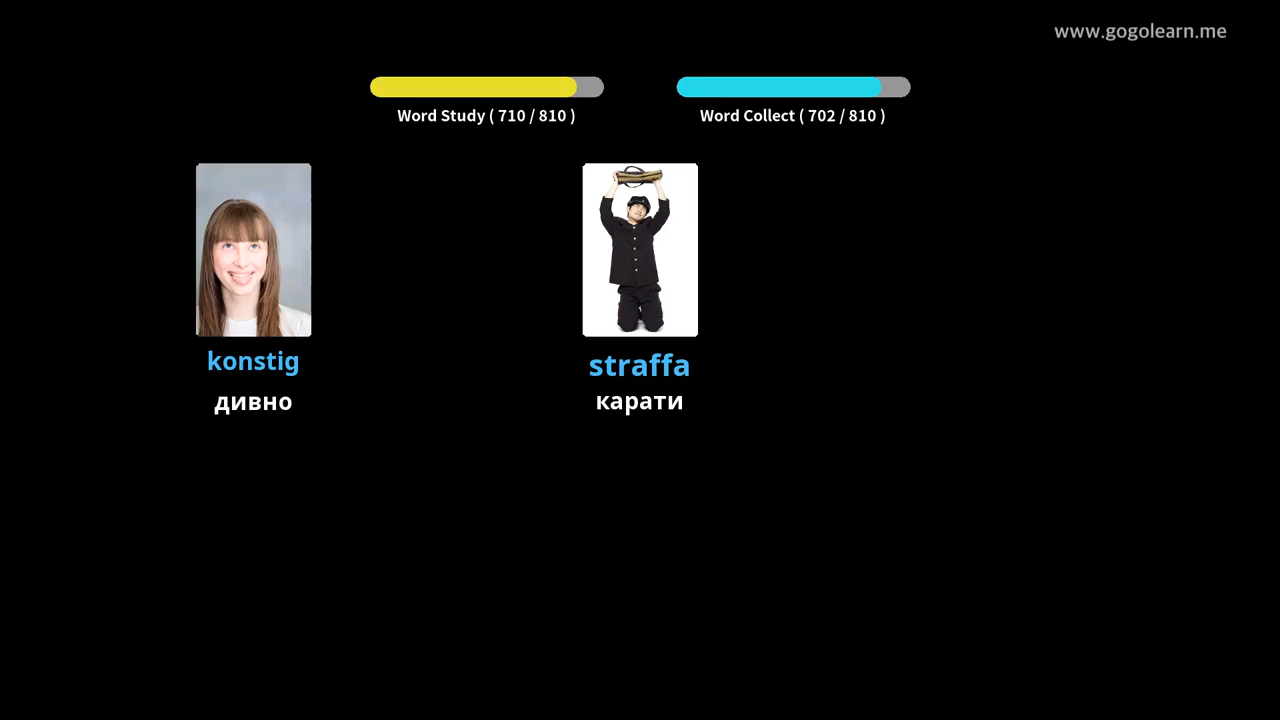 www.gogolearn.me
Word Study ( 710 / 810 )
Word Collect ( 702 / 810 )
konstig
straffa
дивно
карати